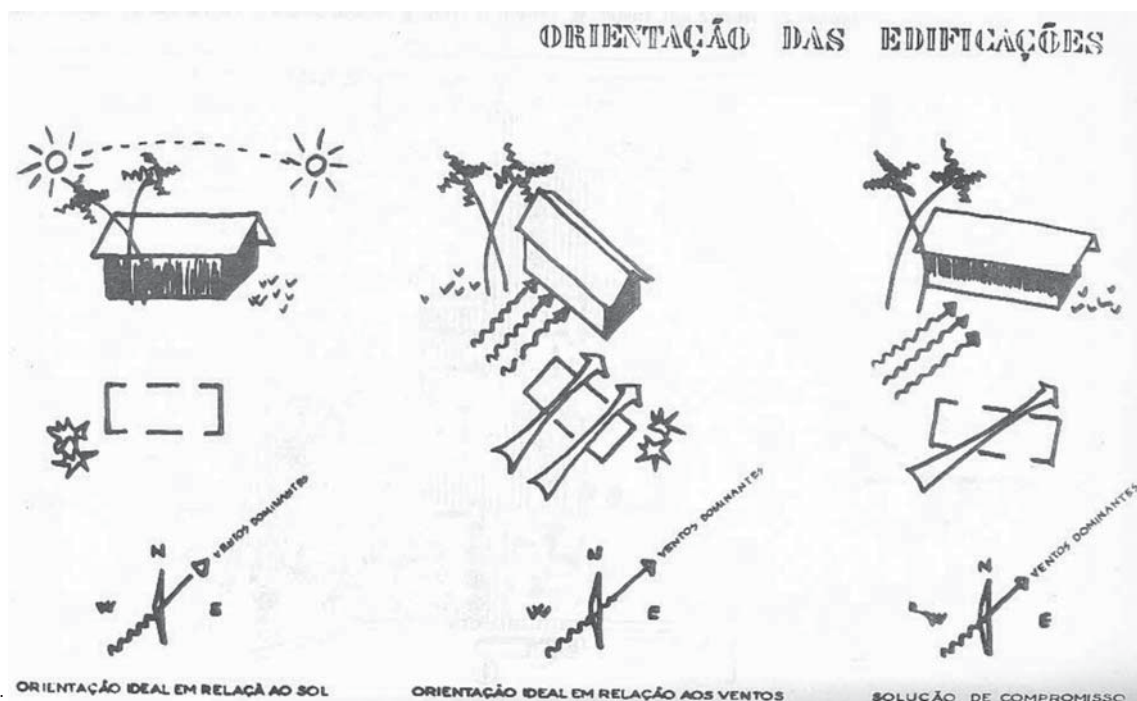 ORIENTAÇÃO DAS EDIFICAÇÕES
VENTOS DOMINANTES
N
W
E
ORIENTAÇÃO IDEAL EM RELAÇÀ AO SOL
VENTOS DOMINANTES
N
W
E
ORIENTAÇÃO IDEAL EM RELAÇÃO AOS VENTOS
VENTOS DOMINANTES
N
W
E
SOLUÇÃO DE COMPROMISSO